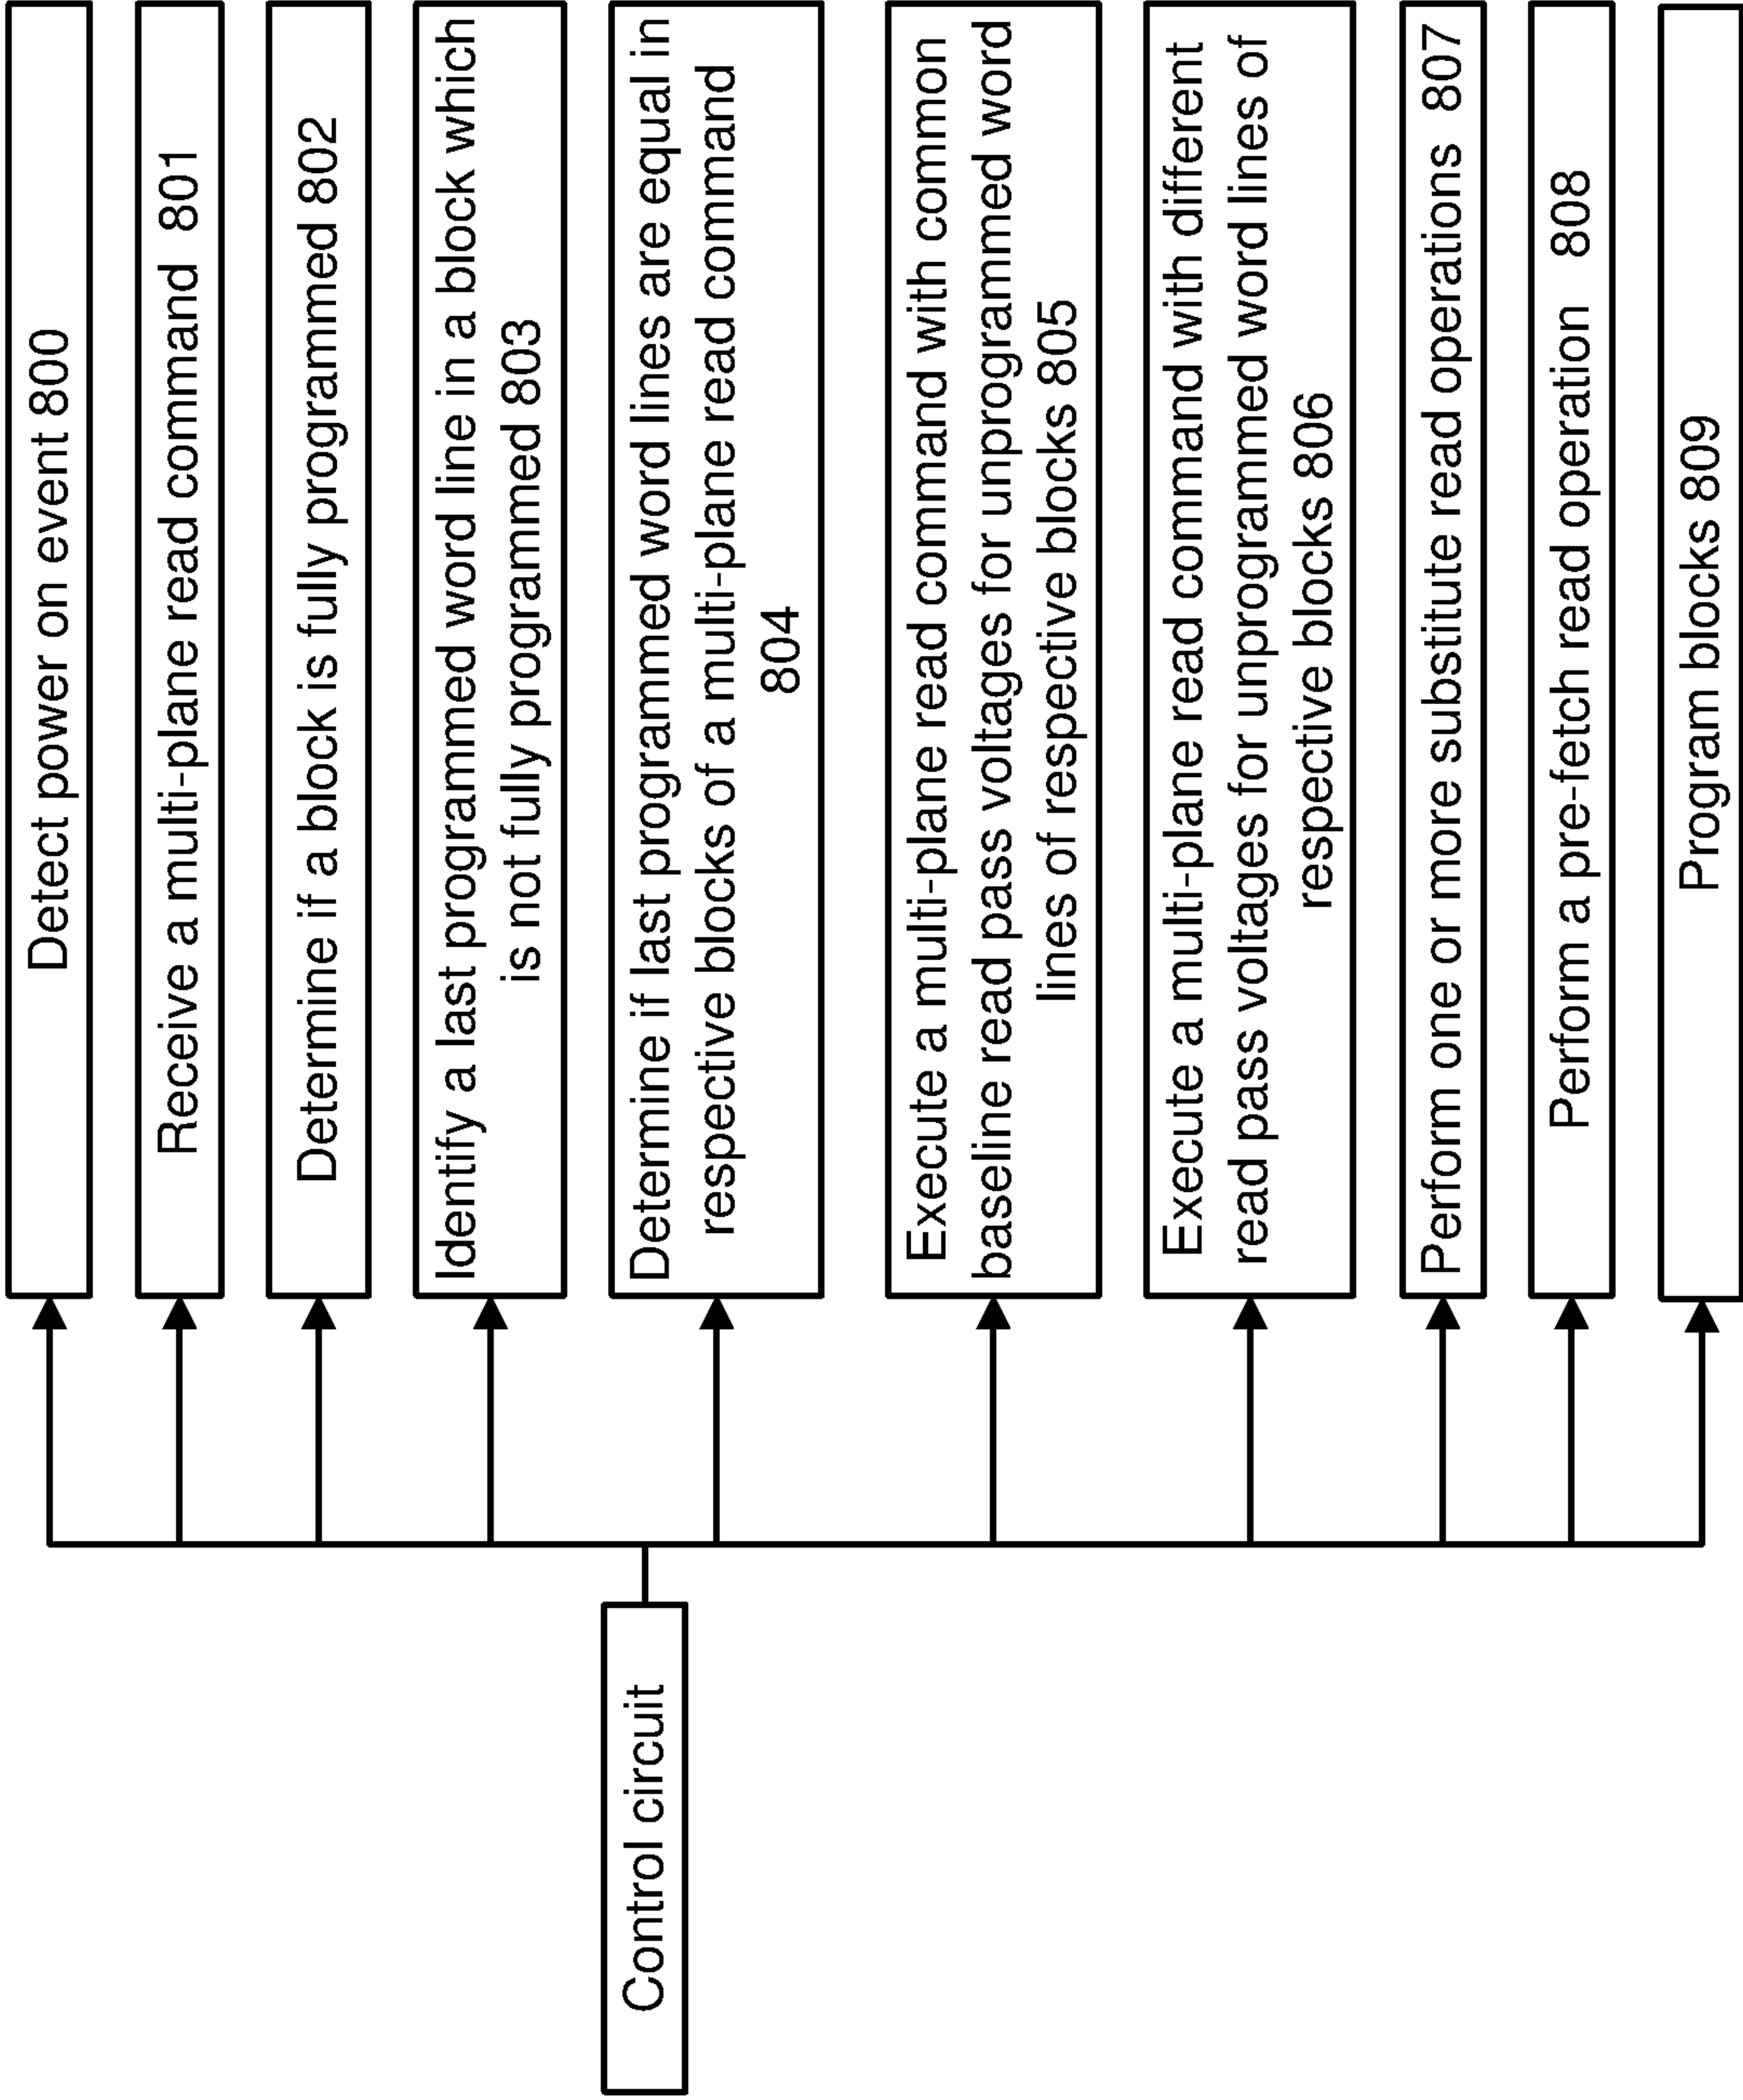 Control circuit
Detect power on event 800
Receive a multi-plane read command 801
Determine if a block is fully programmed 802
Identify a last programmed word line in a block which
is not fully programmed 803
Determine if last programmed word lines are equal in
respective blocks of a multi-plane read command
804
Execute a multi-plane read command with common
baseline read pass voltages for unprogrammed word
lines of respective blocks 805
Execute a multi-plane read command with different
read pass voltages for unprogrammed word lines of
respective blocks 806
Perform one or more substitute read operations 807
Perform a pre-fetch read operation 808
Program blocks 809